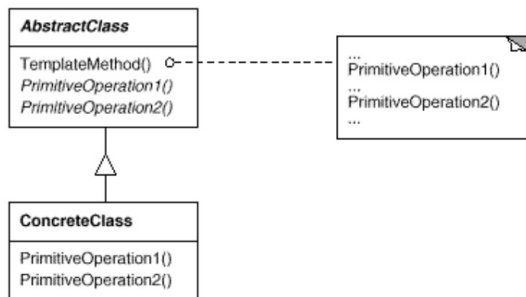 AbstractClass
TemplateMethod()
PrimitiveOperation1()
PrimitiveOperation2()
...
PrimitiveOperation1()
...
PrimitiveOperation2()
...
ConcreteClass
PrimitiveOperation1()
PrimitiveOperation2()